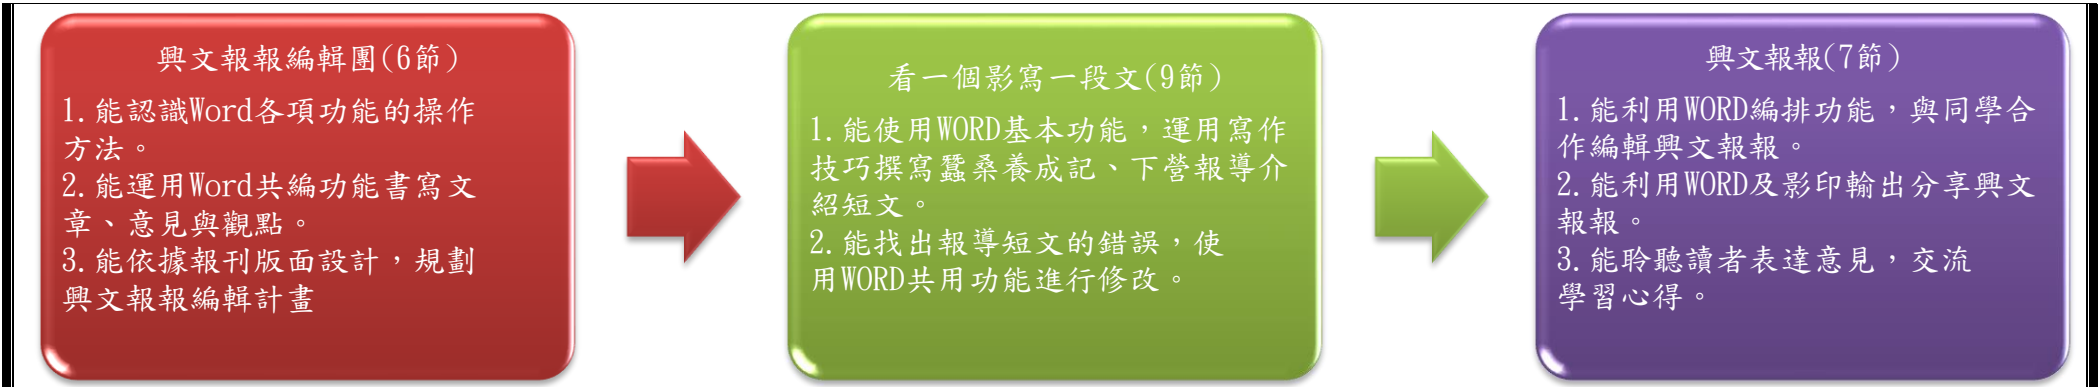 興文報報編輯團(6節)
1.能認識Word各項功能的操作
方法。
2.能運用Word共編功能書寫文
章、意見與觀點。
3.能依據報刊版面設計，規劃
興文報報編輯計畫
看一個影寫一段文(9節)
1.能使用WORD基本功能，運用寫作
技巧撰寫蠶桑養成記、下營報導介
紹短文。
2.能找出報導短文的錯誤，使
用WORD共用功能進行修改。
興文報報(7節)
1.能利用WORD編排功能，與同學合
作編輯興文報報。
2.能利用WORD及影印輸出分享興文
報報。
3.能聆聽讀者表達意見，交流
學習心得。